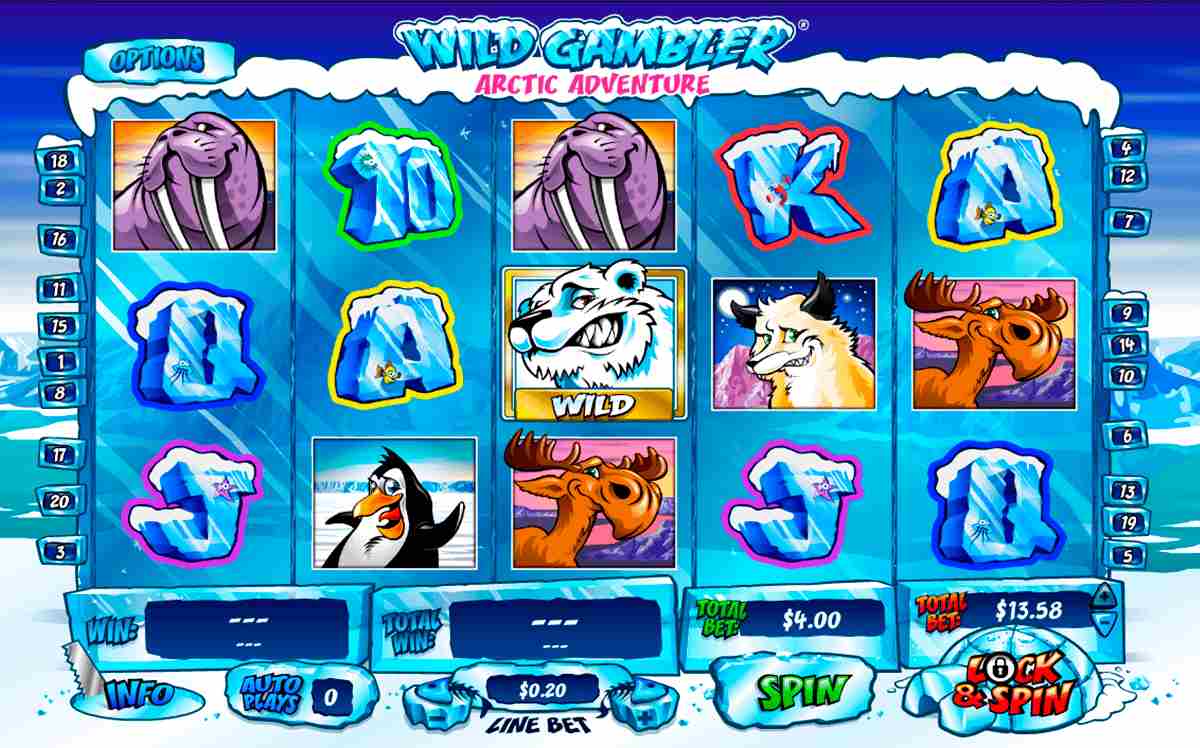 WILD GAMBLER®
ARCTIC ADVENTURE
OPTIONS
18
2
16
11
15
1
8
17
20
3
10 K A
Q A
WILD
J J Q
4
12
7
9
14
10
6
13
19
5
WIN: ---
---
TOTAL WIN: ---
---
TOTAL BET: $4.00
TOTAL BET: $13.58
+
-
INFO
AUTO PLAYS 0
- $0.20 +
LINE BET
SPIN
LOCK & SPIN